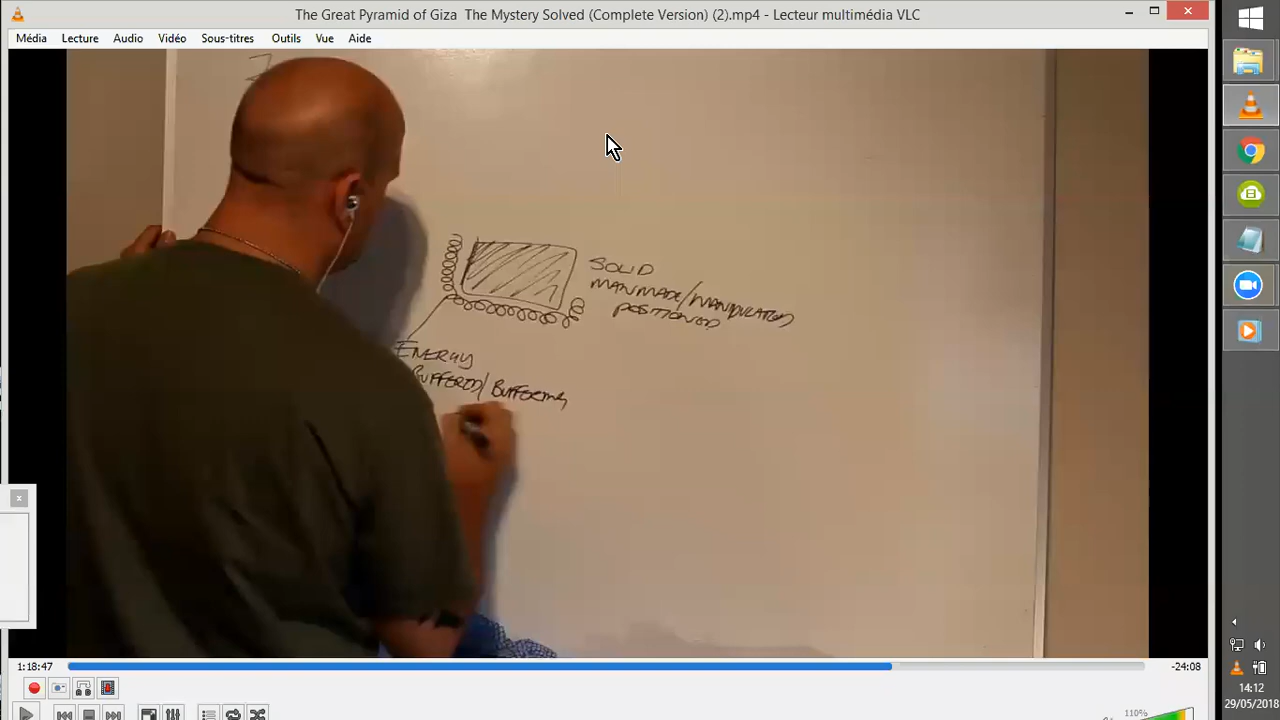 The Great Pyramid of Giza The Mystery Solved (Complete Version) (2).mp4 - Lecteur multimédia VLC
Média Lecture Audio Vidéo Sous-titres Outils Vue Aide
SOLID
MANMADE/MANIPULATED
POSITIONED
ENERGY
BUFFERED/BUFFERING
1:18:47
-24:08
110%
14:12
29/05/2018